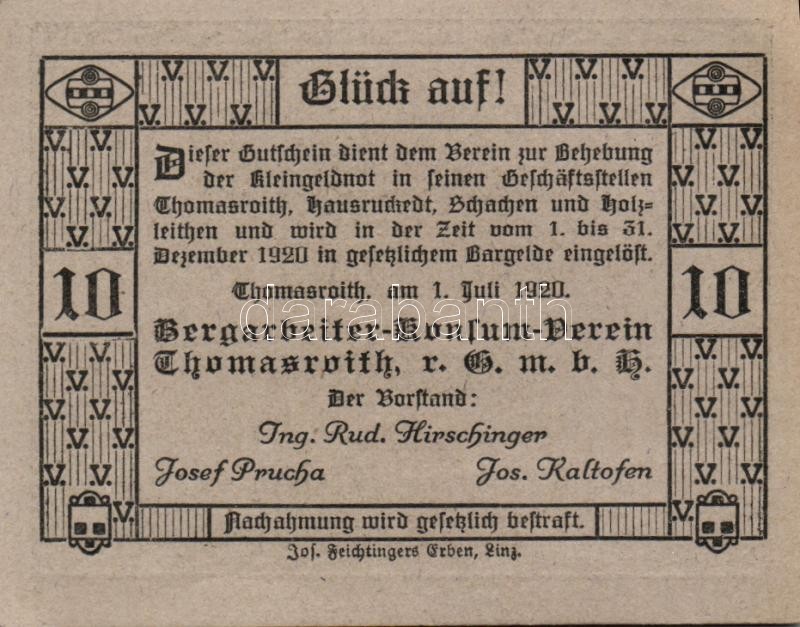 V. V. V.
V. V.
Glück auf!
V. V. V.
V. V. V.
Dieser Gutschein dient dem Verein zur Behebung
der Kleingeldnot in seinen Geschäftsstellen
Thomasroith, Hausruckedt, Schachen und Holz=
leithen und wird in der Zeit vom 1. bis 31.
Dezember 1920 in gesetzlichem Bargelde eingelöst.
10
10
Thomasroith, am 1. Juli 1920.
darabanth
Bergarbeiter-Konsum-Verein
Thomasroith, r. G. m. b. H.
Der Vorstand:
Ing. Rud. Hirschinger
Josef Prucha Jos. Kaltofen
Nachahmung wird gesetzlich bestraft.
Jos. Feichtingers Erben, Linz.